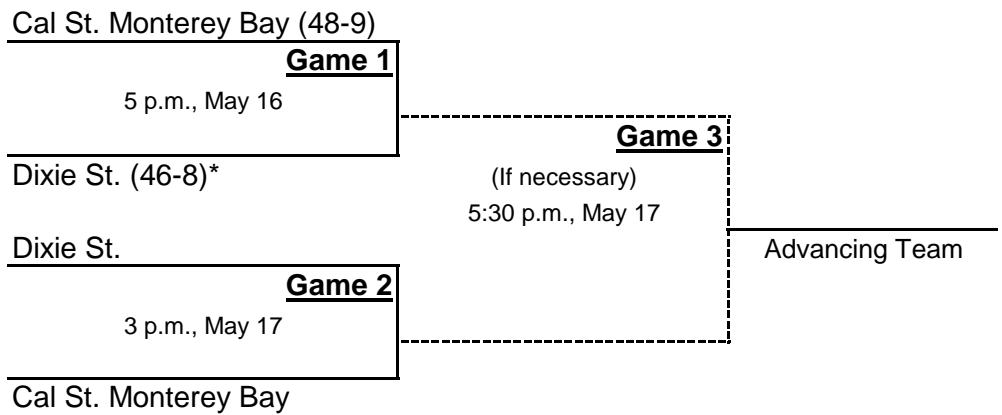 Cal St. Monterey Bay (48-9)
Game 1
5 p.m., May 16
Game 3
Dixie St. (46-8)*
(If necessary)
5:30 p.m., May 17
Dixie St.
Advancing Team
Game 2
3 p.m., May 17
Cal St. Monterey Bay